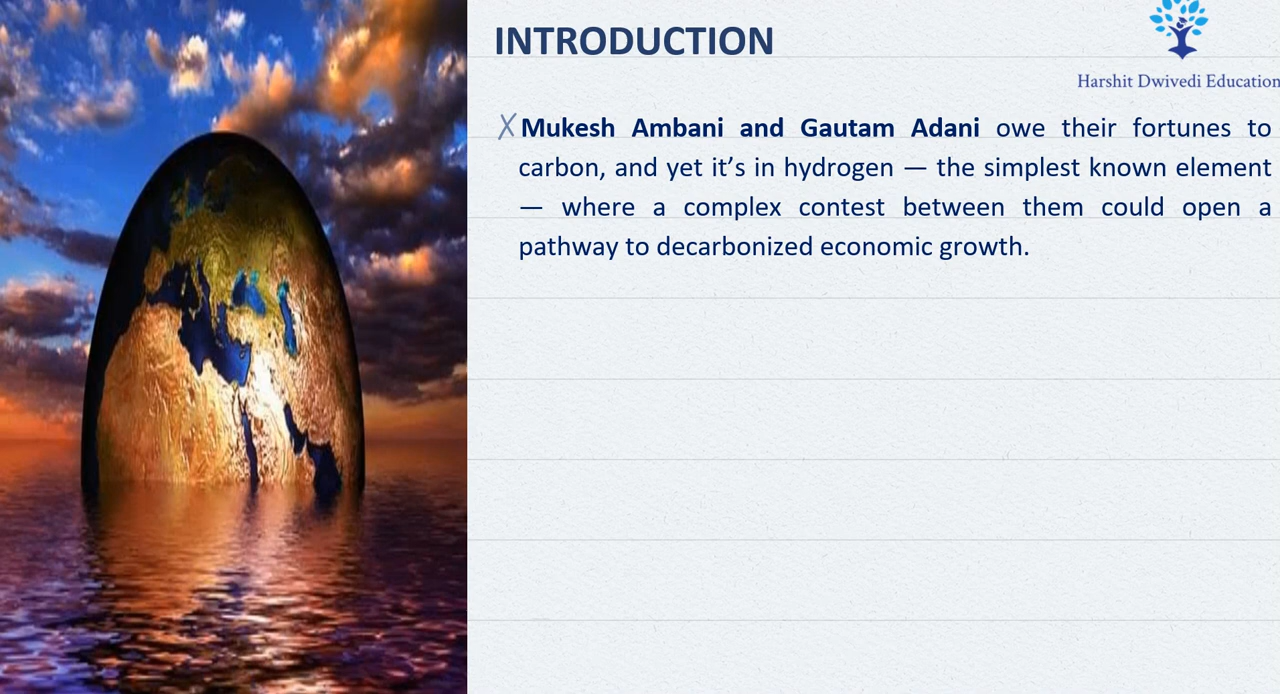 INTRODUCTION
Harshit Dwivedi Education
Mukesh Ambani and Gautam Adani owe their fortunes to
carbon, and yet it’s in hydrogen — the simplest known element
— where a complex contest between them could open a
pathway to decarbonized economic growth.